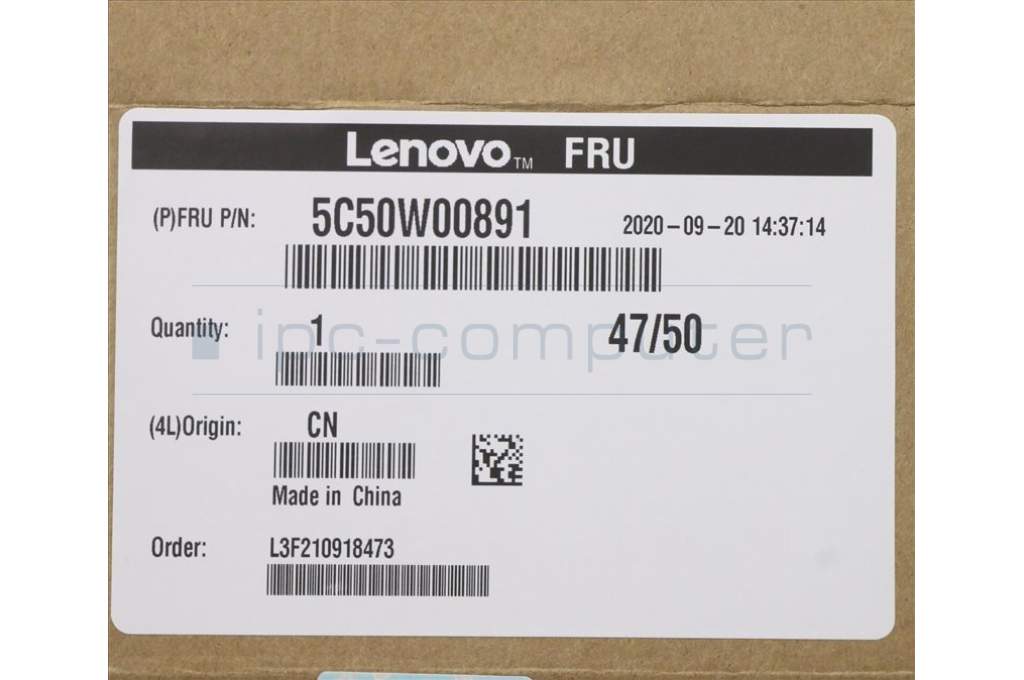 Lenovo™ FRU
(P)FRU P/N: 5C50W00891 2020-09-20 14:37:14
Quantity: 1 47/50
ipc-computer
(4L)Origin: CN
Made in China
Order: L3F210918473